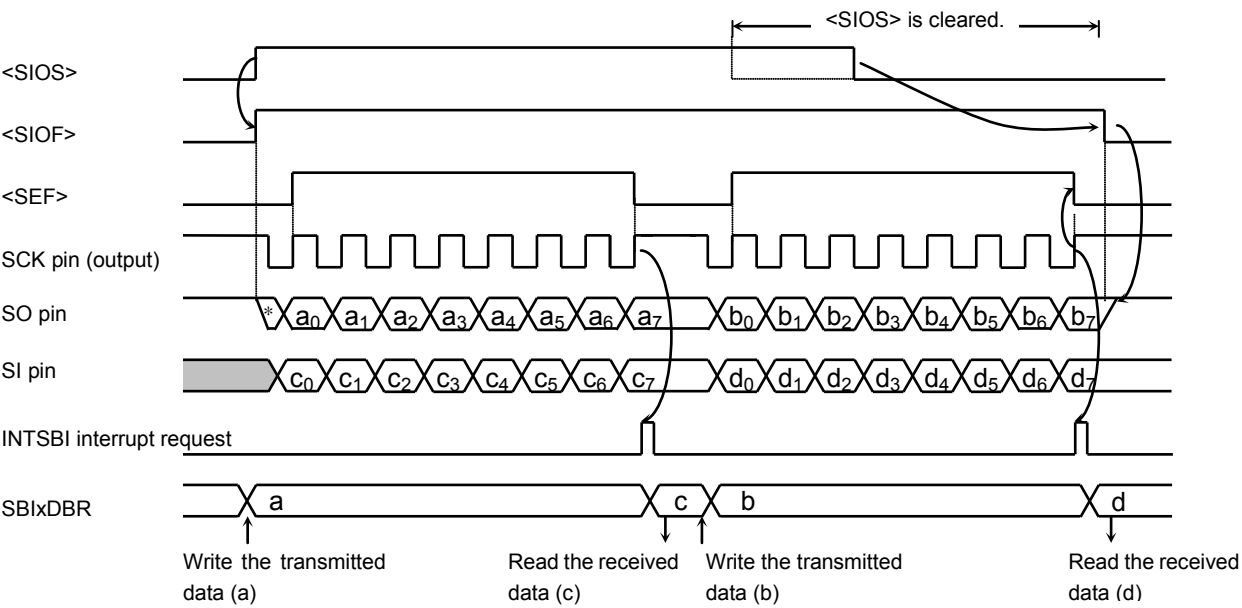 <SIOS> is cleared.
<SIOS>
<SIOF>
<SEF>
SCK pin (output)
SO pin
* a0 a1 a2 a3 a4 a5 a6 a7 b0 b1 b2 b3 b4 b5 b6 b7
SI pin
c0 c1 c2 c3 c4 c5 c6 c7 d0 d1 d2 d3 d4 d5 d6 d7
INTSBI interrupt request
SBIxDBR
a c b d
Write the transmitted
data (a)
Read the received
data (c)
Write the transmitted
data (b)
Read the received
data (d)